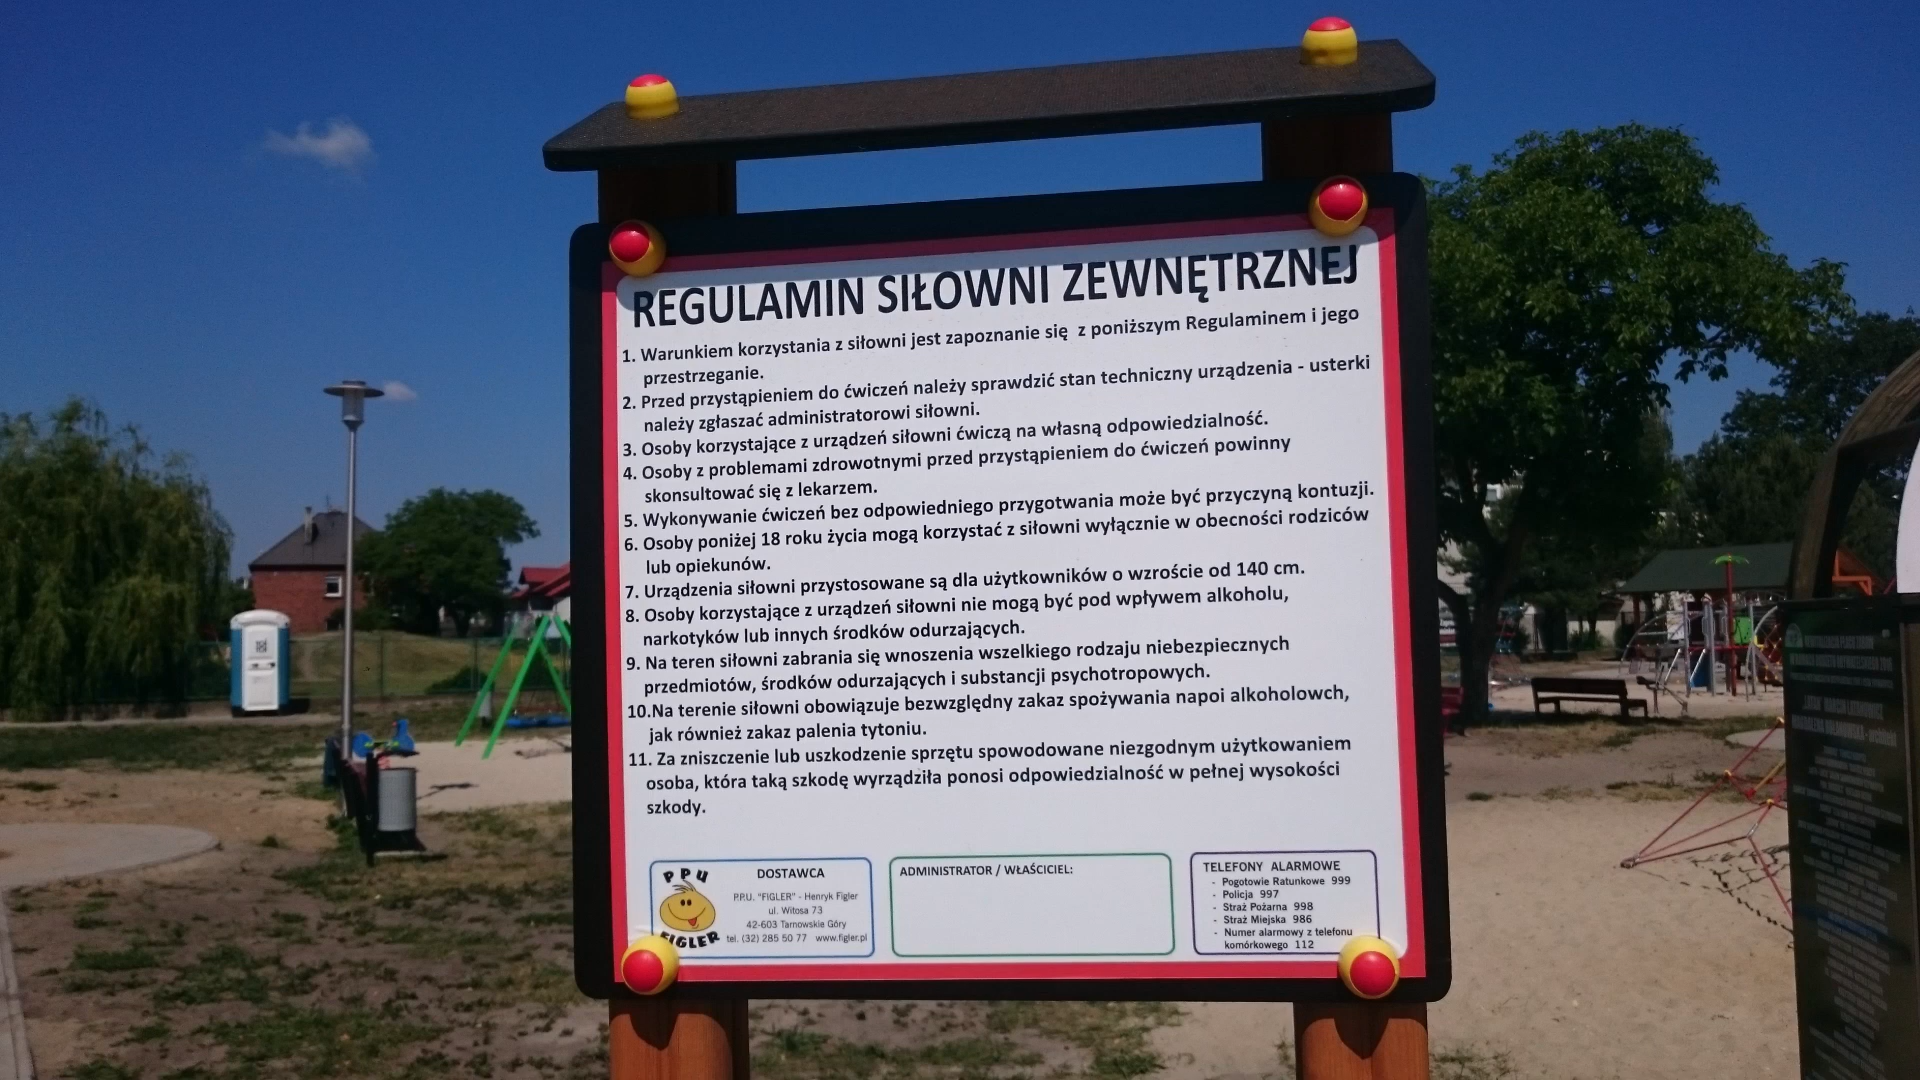 REGULAMIN SIŁOWNI ZEWNĘTRZNEJ
1. Warunkiem korzystania z siłowni jest zapoznanie się z poniższym Regulaminem i jego
przestrzeganie.
2. Przed przystąpieniem do ćwiczeń należy sprawdzić stan techniczny urządzenia - usterki
należy zgłaszać administratorowi siłowni.
3. Osoby korzystające z urządzeń siłowni ćwiczą na własną odpowiedzialność.
4. Osoby z problemami zdrowotnymi przed przystąpieniem do ćwiczeń powinny
skonsultować się z lekarzem.
5. Wykonywanie ćwiczeń bez odpowiedniego przygotwania może być przyczyną kontuzji.
6. Osoby poniżej 18 roku życia mogą korzystać z siłowni wyłącznie w obecności rodziców
lub opiekunów.
7. Urządzenia siłowni przystosowane są dla użytkowników o wzroście od 140 cm.
8. Osoby korzystające z urządzeń siłowni nie mogą być pod wpływem alkoholu,
narkotyków lub innych środków odurzających.
9. Na teren siłowni zabrania się wnoszenia wszelkiego rodzaju niebezpiecznych
przedmiotów, środków odurzających i substancji psychotropowych.
10.Na terenie siłowni obowiązuje bezwzględny zakaz spożywania napoi alkoholowch,
jak również zakaz palenia tytoniu.
11. Za zniszczenie lub uszkodzenie sprzętu spowodowane niezgodnym użytkowaniem
osoba, która taką szkodę wyrządziła ponosi odpowiedzialność w pełnej wysokości
szkody.
PPU
FIGLER
DOSTAWCA
P.P.U. "FIGLER" - Henryk Figler
ul. Witosa 73
42-603 Tarnowskie Góry
tel. (32) 285 50 77 www.figler.pl
ADMINISTRATOR / WŁAŚCICIEL:
TELEFONY ALARMOWE
- Pogotowie Ratunkowe 999
- Policja 997
- Straż Pożarna 998
- Straż Miejska 986
- Numer alarmowy z telefonu
komórkowego 112